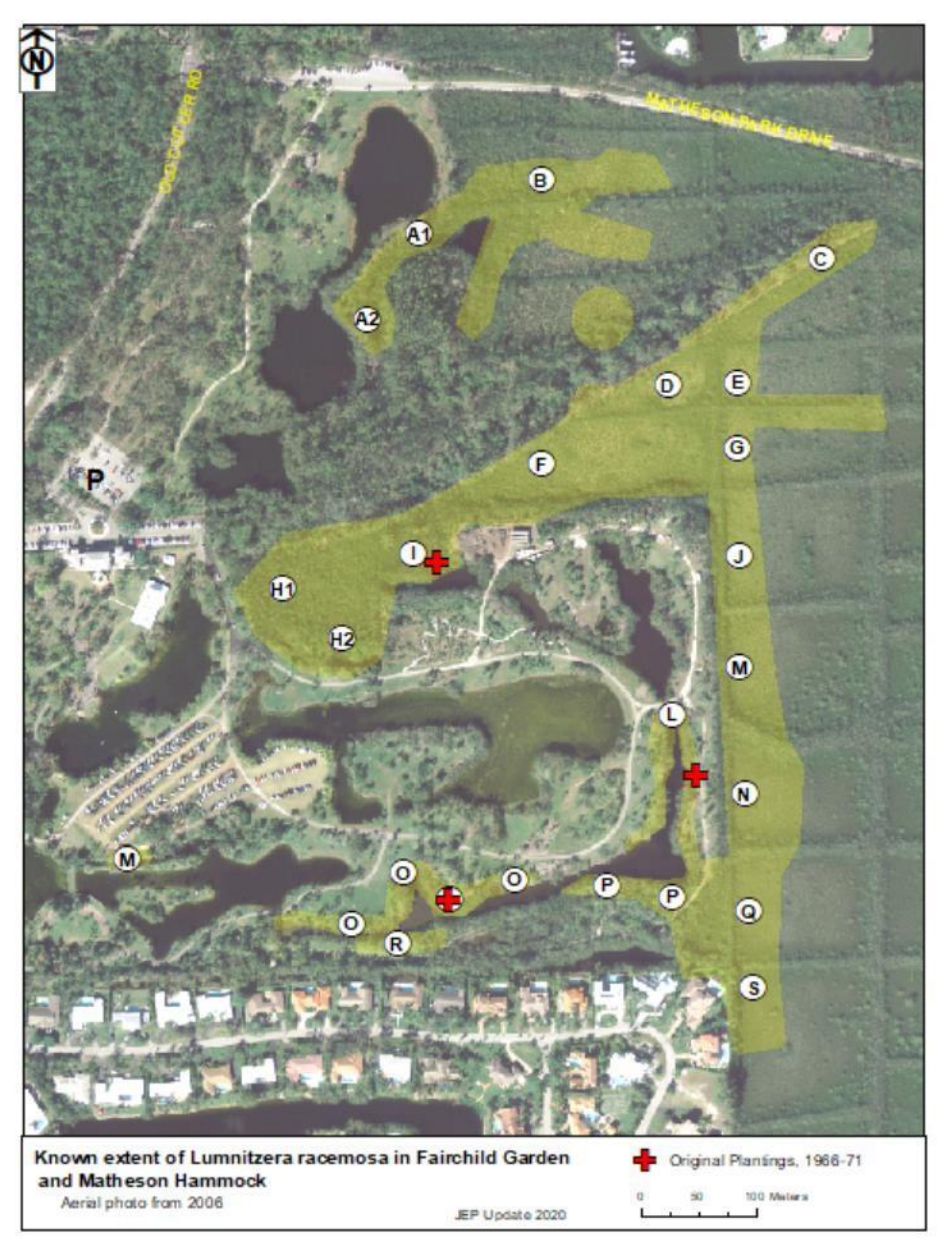 N
OLD CUTLER RD
MATHESON PARK DRIVE
B
A1
C
A2
D
E
G
F
P
I
J
H1
H2
M
L
N
M
O
O
P
P
Q
O
R
S
Known extent of Lumnitzera racemosa in Fairchild Garden
and Matheson Hammock
Aerial photo from 2006
JEP Update 2020
Original Plantings, 1966-71
0 50 100 Meters